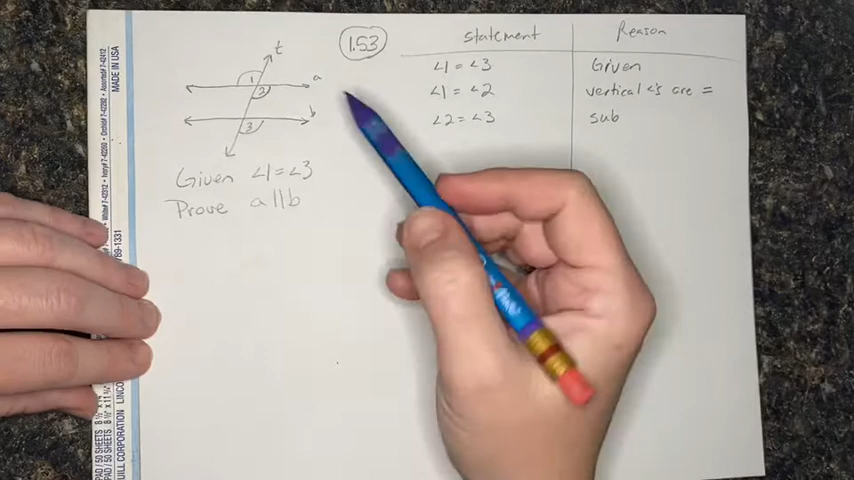 1.53
statement Reason
∠1 = ∠3 Given
∠1 = ∠2 vertical ∠'s are =
∠2 = ∠3 sub
t
1
a
2
b
3
Given ∠1 = ∠3
Prove a || b
MADE IN USA